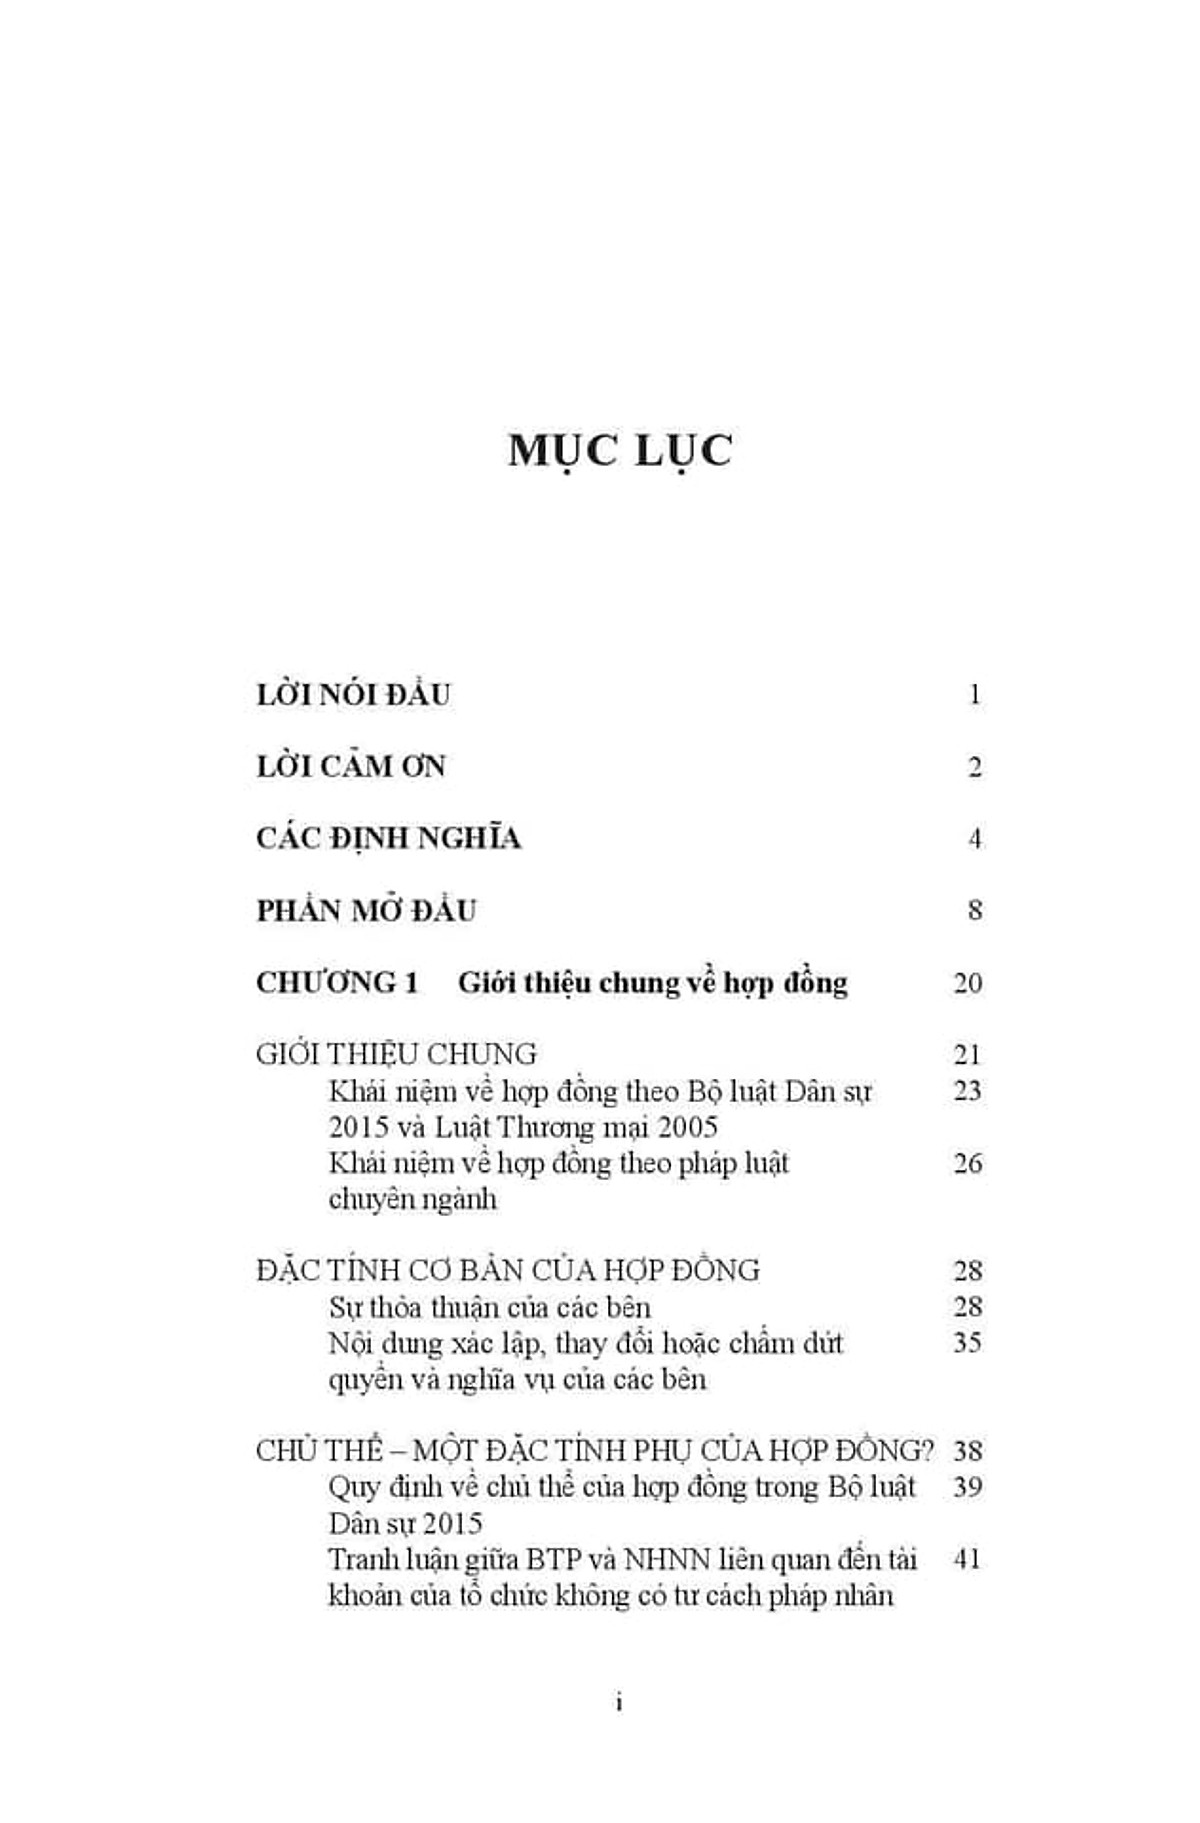 MỤC LỤC
LỜI NÓI ĐẦU 1
LỜI CẢM ƠN 2
CÁC ĐỊNH NGHĨA 4
PHẦN MỞ ĐẦU 8
CHƯƠNG 1 Giới thiệu chung về hợp đồng 20
GIỚI THIỆU CHUNG 21
Khái niệm về hợp đồng theo Bộ luật Dân sự 23
2015 và Luật Thương mại 2005
Khái niệm về hợp đồng theo pháp luật 26
chuyên ngành
ĐẶC TÍNH CƠ BẢN CỦA HỢP ĐỒNG 28
Sự thỏa thuận của các bên 28
Nội dung xác lập, thay đổi hoặc chấm dứt 35
quyền và nghĩa vụ của các bên
CHỦ THỂ – MỘT ĐẶC TÍNH PHỤ CỦA HỢP ĐỒNG? 38
Quy định về chủ thể của hợp đồng trong Bộ luật 39
Dân sự 2015
Tranh luận giữa BTP và NHNN liên quan đến tài 41
khoản của tổ chức không có tư cách pháp nhân
i